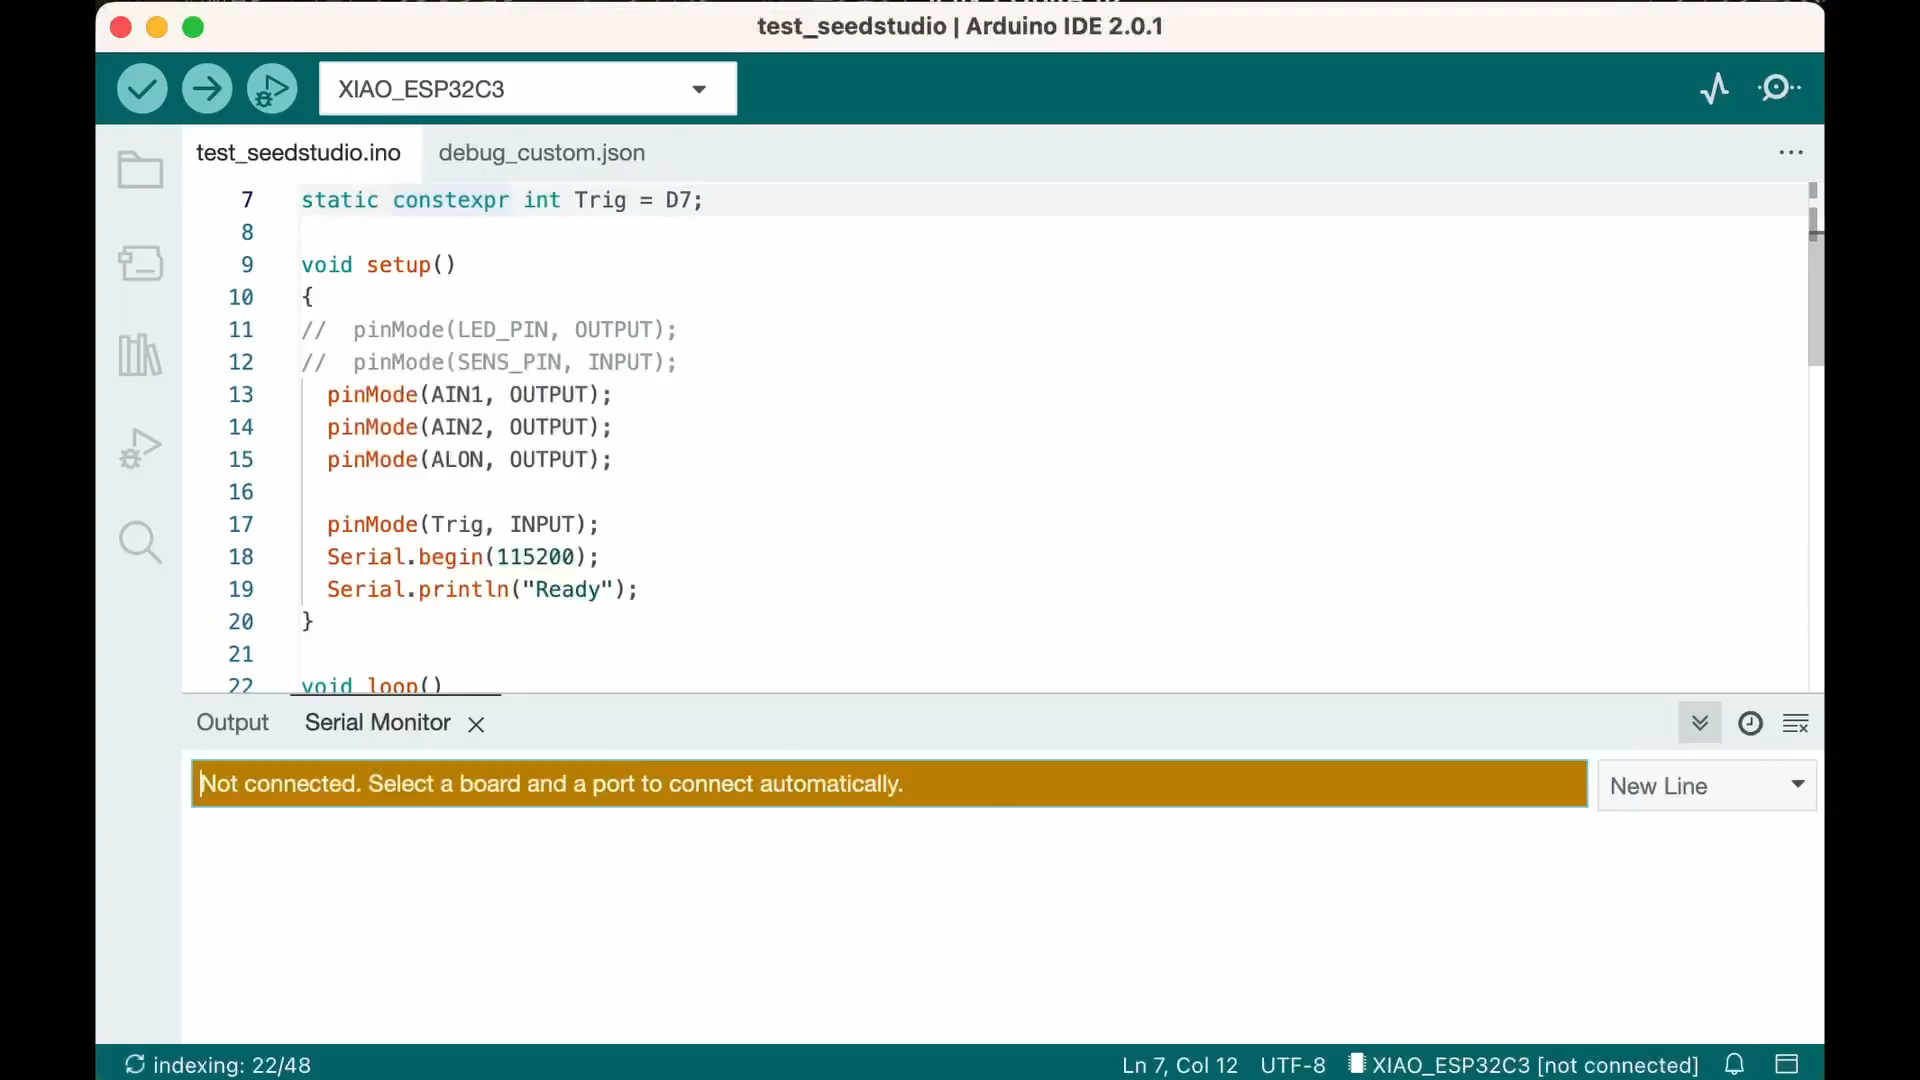 test_seedstudio | Arduino IDE 2.0.1
XIAO_ESP32C3
test_seedstudio.ino
debug_custom.json
7 static constexpr int Trig = D7;
8
9 void setup()
10 {
11 //  pinMode(LED_PIN, OUTPUT);
12 //  pinMode(SENS_PIN, INPUT);
13 pinMode(AIN1, OUTPUT);
14 pinMode(AIN2, OUTPUT);
15 pinMode(ALON, OUTPUT);
16
17 pinMode(Trig, INPUT);
18 Serial.begin(115200);
19 Serial.println("Ready");
20 }
21
22 void loop()
Output
Serial Monitor
Not connected. Select a board and a port to connect automatically.
New Line
indexing: 22/48
Ln 7, Col 12
UTF-8
XIAO_ESP32C3 [not connected]